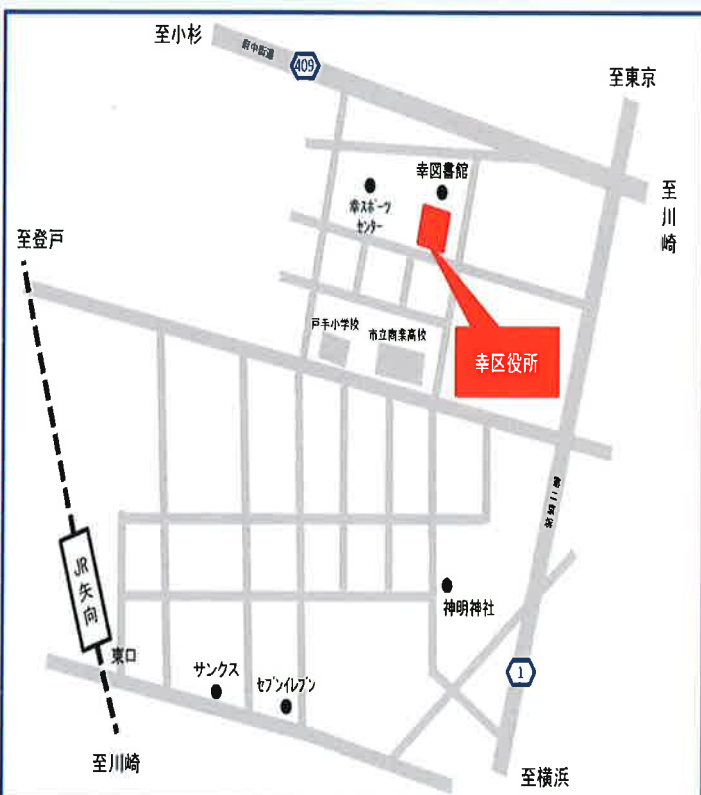 至小杉
府中街道
409
至東京
幸図書館
至川崎
幸スポーツ
センター
至登戸
戸手小学校
市立商業高校
幸区役所
第二京浜
JR矢向
神明神社
東口
サンクス
セブンイレブン
1
至川崎
至横浜